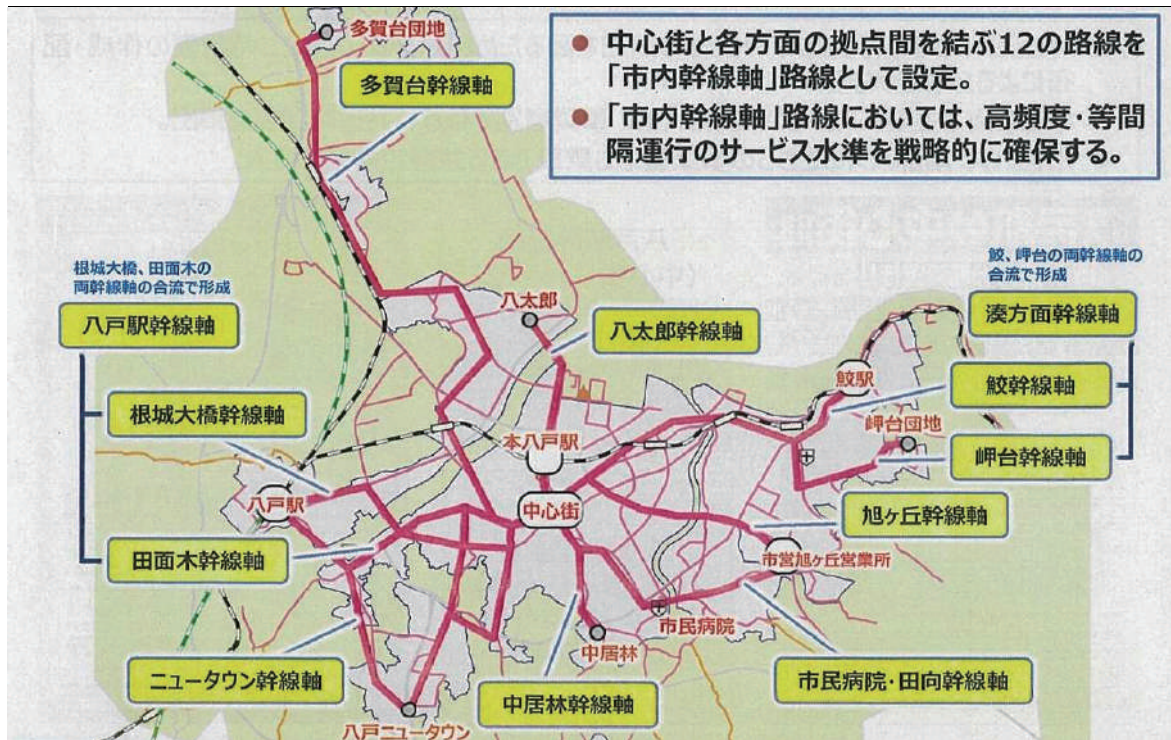 ● 中心街と各方面の拠点間を結ぶ12の路線を
「市内幹線軸」路線として設定。
● 「市内幹線軸」路線においては、高頻度・等間
隔運行のサービス水準を戦略的に確保する。
多賀台団地
多賀台幹線軸
根城大橋、田面木の
両幹線軸の合流で形成
八戸駅幹線軸
八太郎
八太郎幹線軸
鮫、岬台の両幹線軸の
合流で形成
湊方面幹線軸
鮫駅
鮫幹線軸
根城大橋幹線軸
本八戸駅
岬台団地
岬台幹線軸
八戸駅
中心街
旭ヶ丘幹線軸
田面木幹線軸
市営旭ヶ丘営業所
市民病院
中居林
ニュータウン幹線軸
中居林幹線軸
市民病院・田向幹線軸
八戸ニュータウン